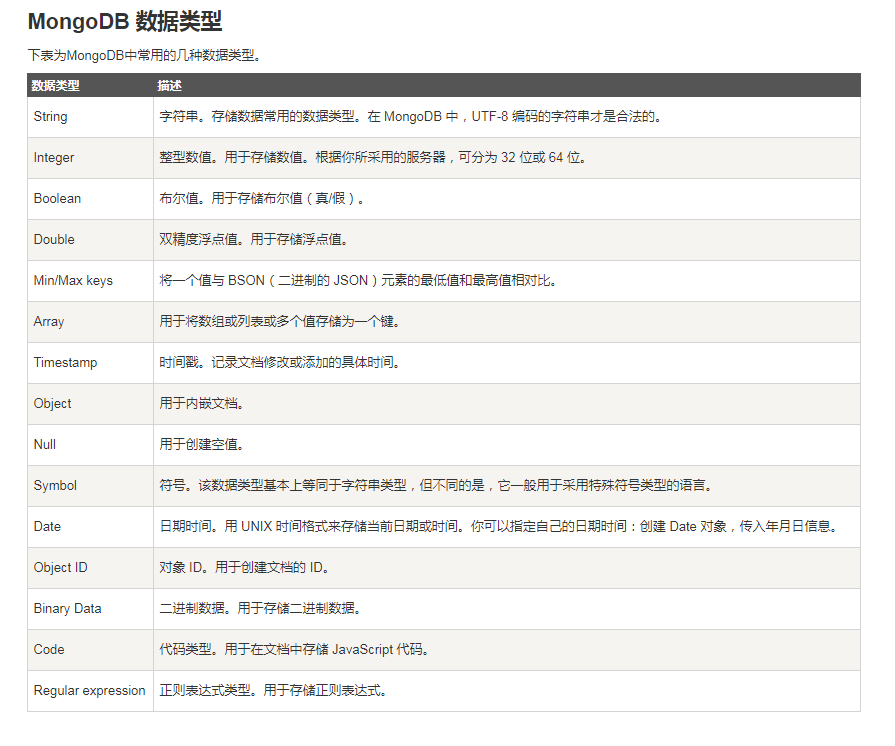 MongoDB 数据类型
下表为MongoDB中常用的几种数据类型。
数据类型 描述
String 字符串。存储数据常用的数据类型。在 MongoDB 中，UTF-8 编码的字符串才是合法的。
Integer 整型数值。用于存储数值。根据你所采用的服务器，可分为 32 位或 64 位。
Boolean 布尔值。用于存储布尔值（真/假）。
Double 双精度浮点值。用于存储浮点值。
Min/Max keys 将一个值与 BSON（二进制的 JSON）元素的最低值和最高值相对比。
Array 用于将数组或列表或多个值存储为一个键。
Timestamp 时间戳。记录文档修改或添加的具体时间。
Object 用于内嵌文档。
Null 用于创建空值。
Symbol 符号。该数据类型基本上等同于字符串类型，但不同的是，它一般用于采用特殊符号类型的语言。
Date 日期时间。用 UNIX 时间格式来存储当前日期或时间。你可以指定自己的日期时间：创建 Date 对象，传入年月日信息。
Object ID 对象 ID。用于创建文档的 ID。
Binary Data 二进制数据。用于存储二进制数据。
Code 代码类型。用于在文档中存储 JavaScript 代码。
Regular expression 正则表达式类型。用于存储正则表达式。